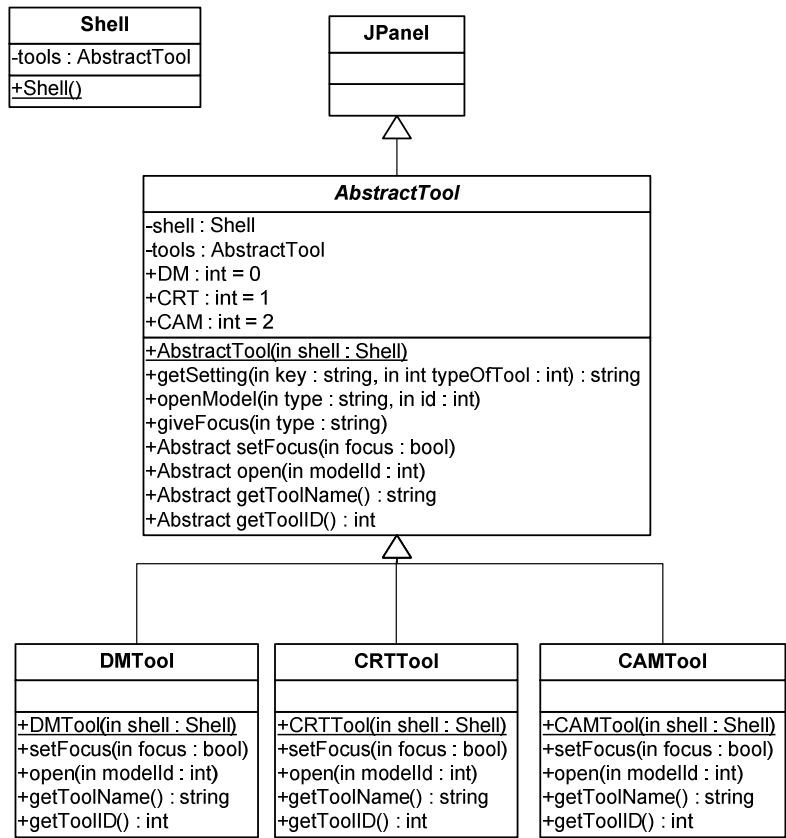 Shell
-tools : AbstractTool
+Shell()
JPanel
AbstractTool
-shell : Shell
-tools : AbstractTool
+DM : int = 0
+CRT : int = 1
+CAM : int = 2
+AbstractTool(in shell : Shell)
+getSetting(in key : string, in int typeOfTool : int) : string
+openModel(in type : string, in id : int)
+giveFocus(in type : string)
+Abstract setFocus(in focus : bool)
+Abstract open(in modelId : int)
+Abstract getToolName() : string
+Abstract getToolID() : int
DMTool
+DMTool(in shell : Shell)
+setFocus(in focus : bool)
+open(in modelId : int)
+getToolName() : string
+getToolID() : int
CRTTool
+CRTTool(in shell : Shell)
+setFocus(in focus : bool)
+open(in modelId : int)
+getToolName() : string
+getToolID() : int
CAMTool
+CAMTool(in shell : Shell)
+setFocus(in focus : bool)
+open(in modelId : int)
+getToolName() : string
+getToolID() : int